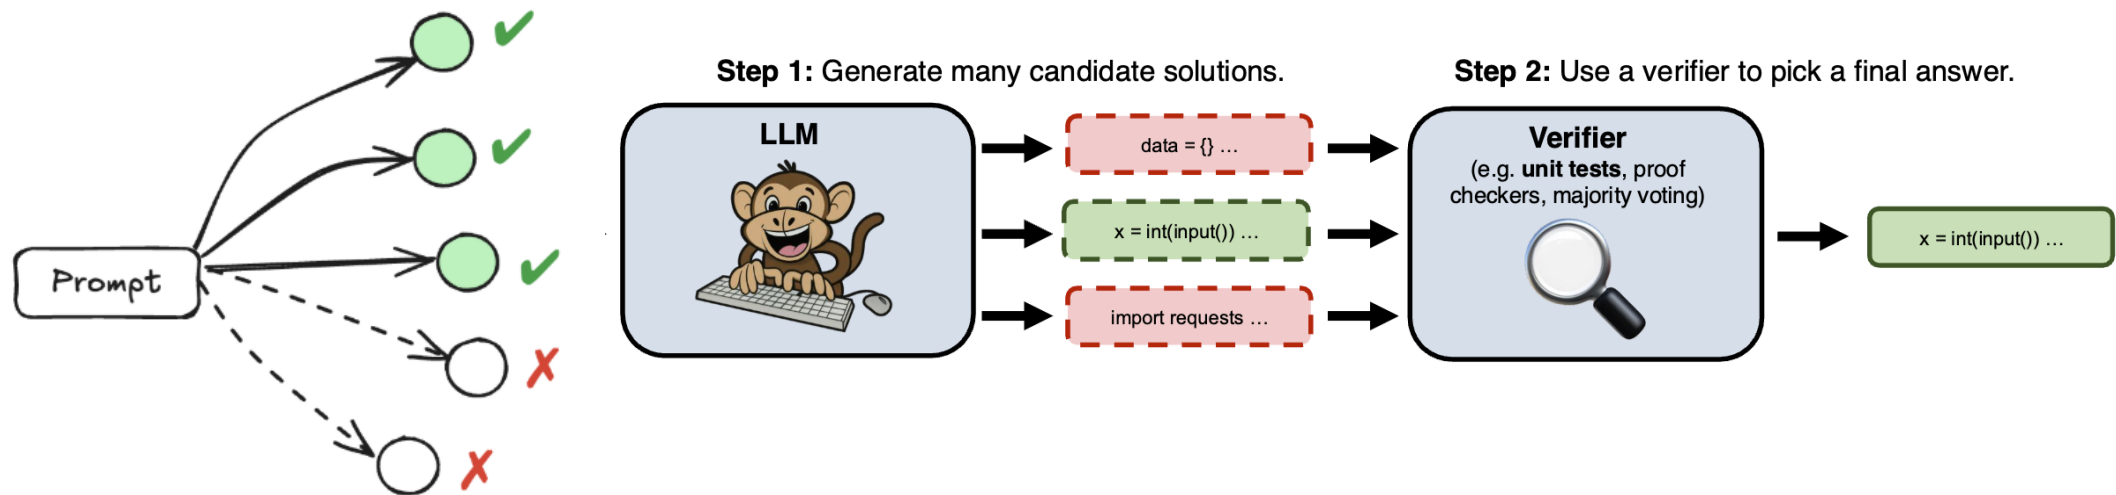 Prompt
Step 1: Generate many candidate solutions.
LLM
data = {} ...
x = int(input()) ...
import requests ...
Step 2: Use a verifier to pick a final answer.
Verifier
(e.g. unit tests, proof
checkers, majority voting)
x = int(input()) ...